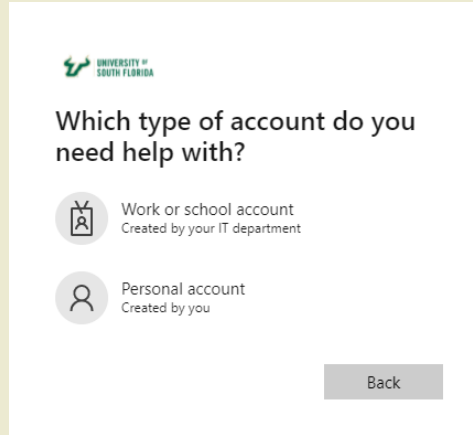 UNIVERSITY OF
SOUTH FLORIDA
Which type of account do you
need help with?
Work or school account
Created by your IT department
Personal account
Created by you
Back